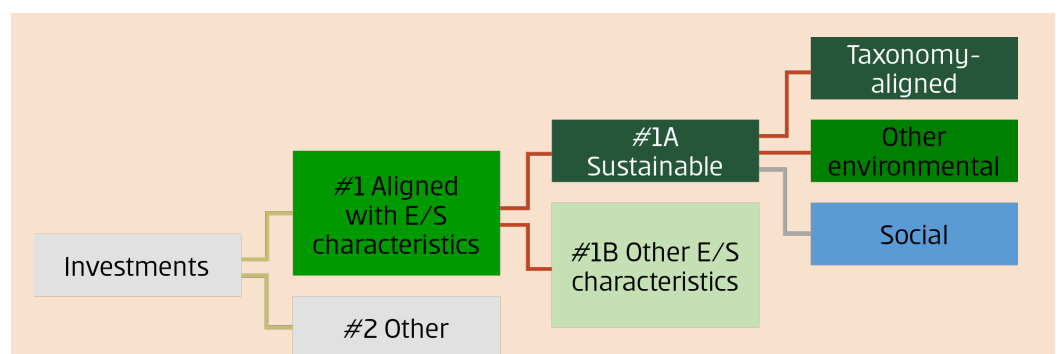 Investments
#1 Aligned
with E/S
characteristics
#2 Other
#1A
Sustainable
#1B Other E/S
characteristics
Taxonomy-
aligned
Other
environmental
Social